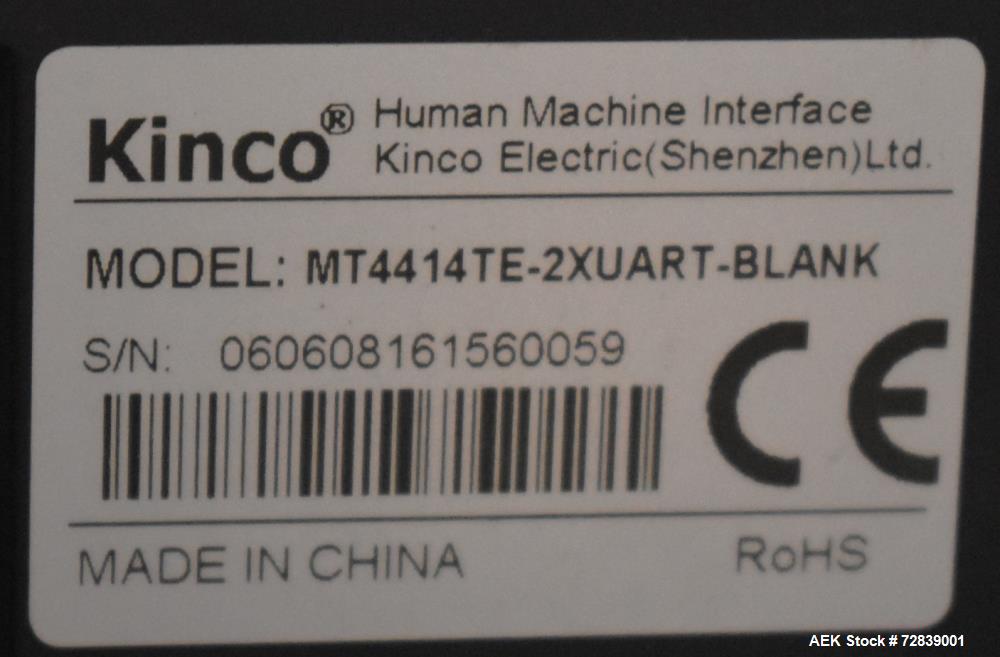 Kinco® Human Machine Interface
Kinco Electric(Shenzhen)Ltd.
MODEL: MT4414TE-2XUART-BLANK
S/N: 060608161560059
CE
MADE IN CHINA RoHS
AEK Stock # 72839001